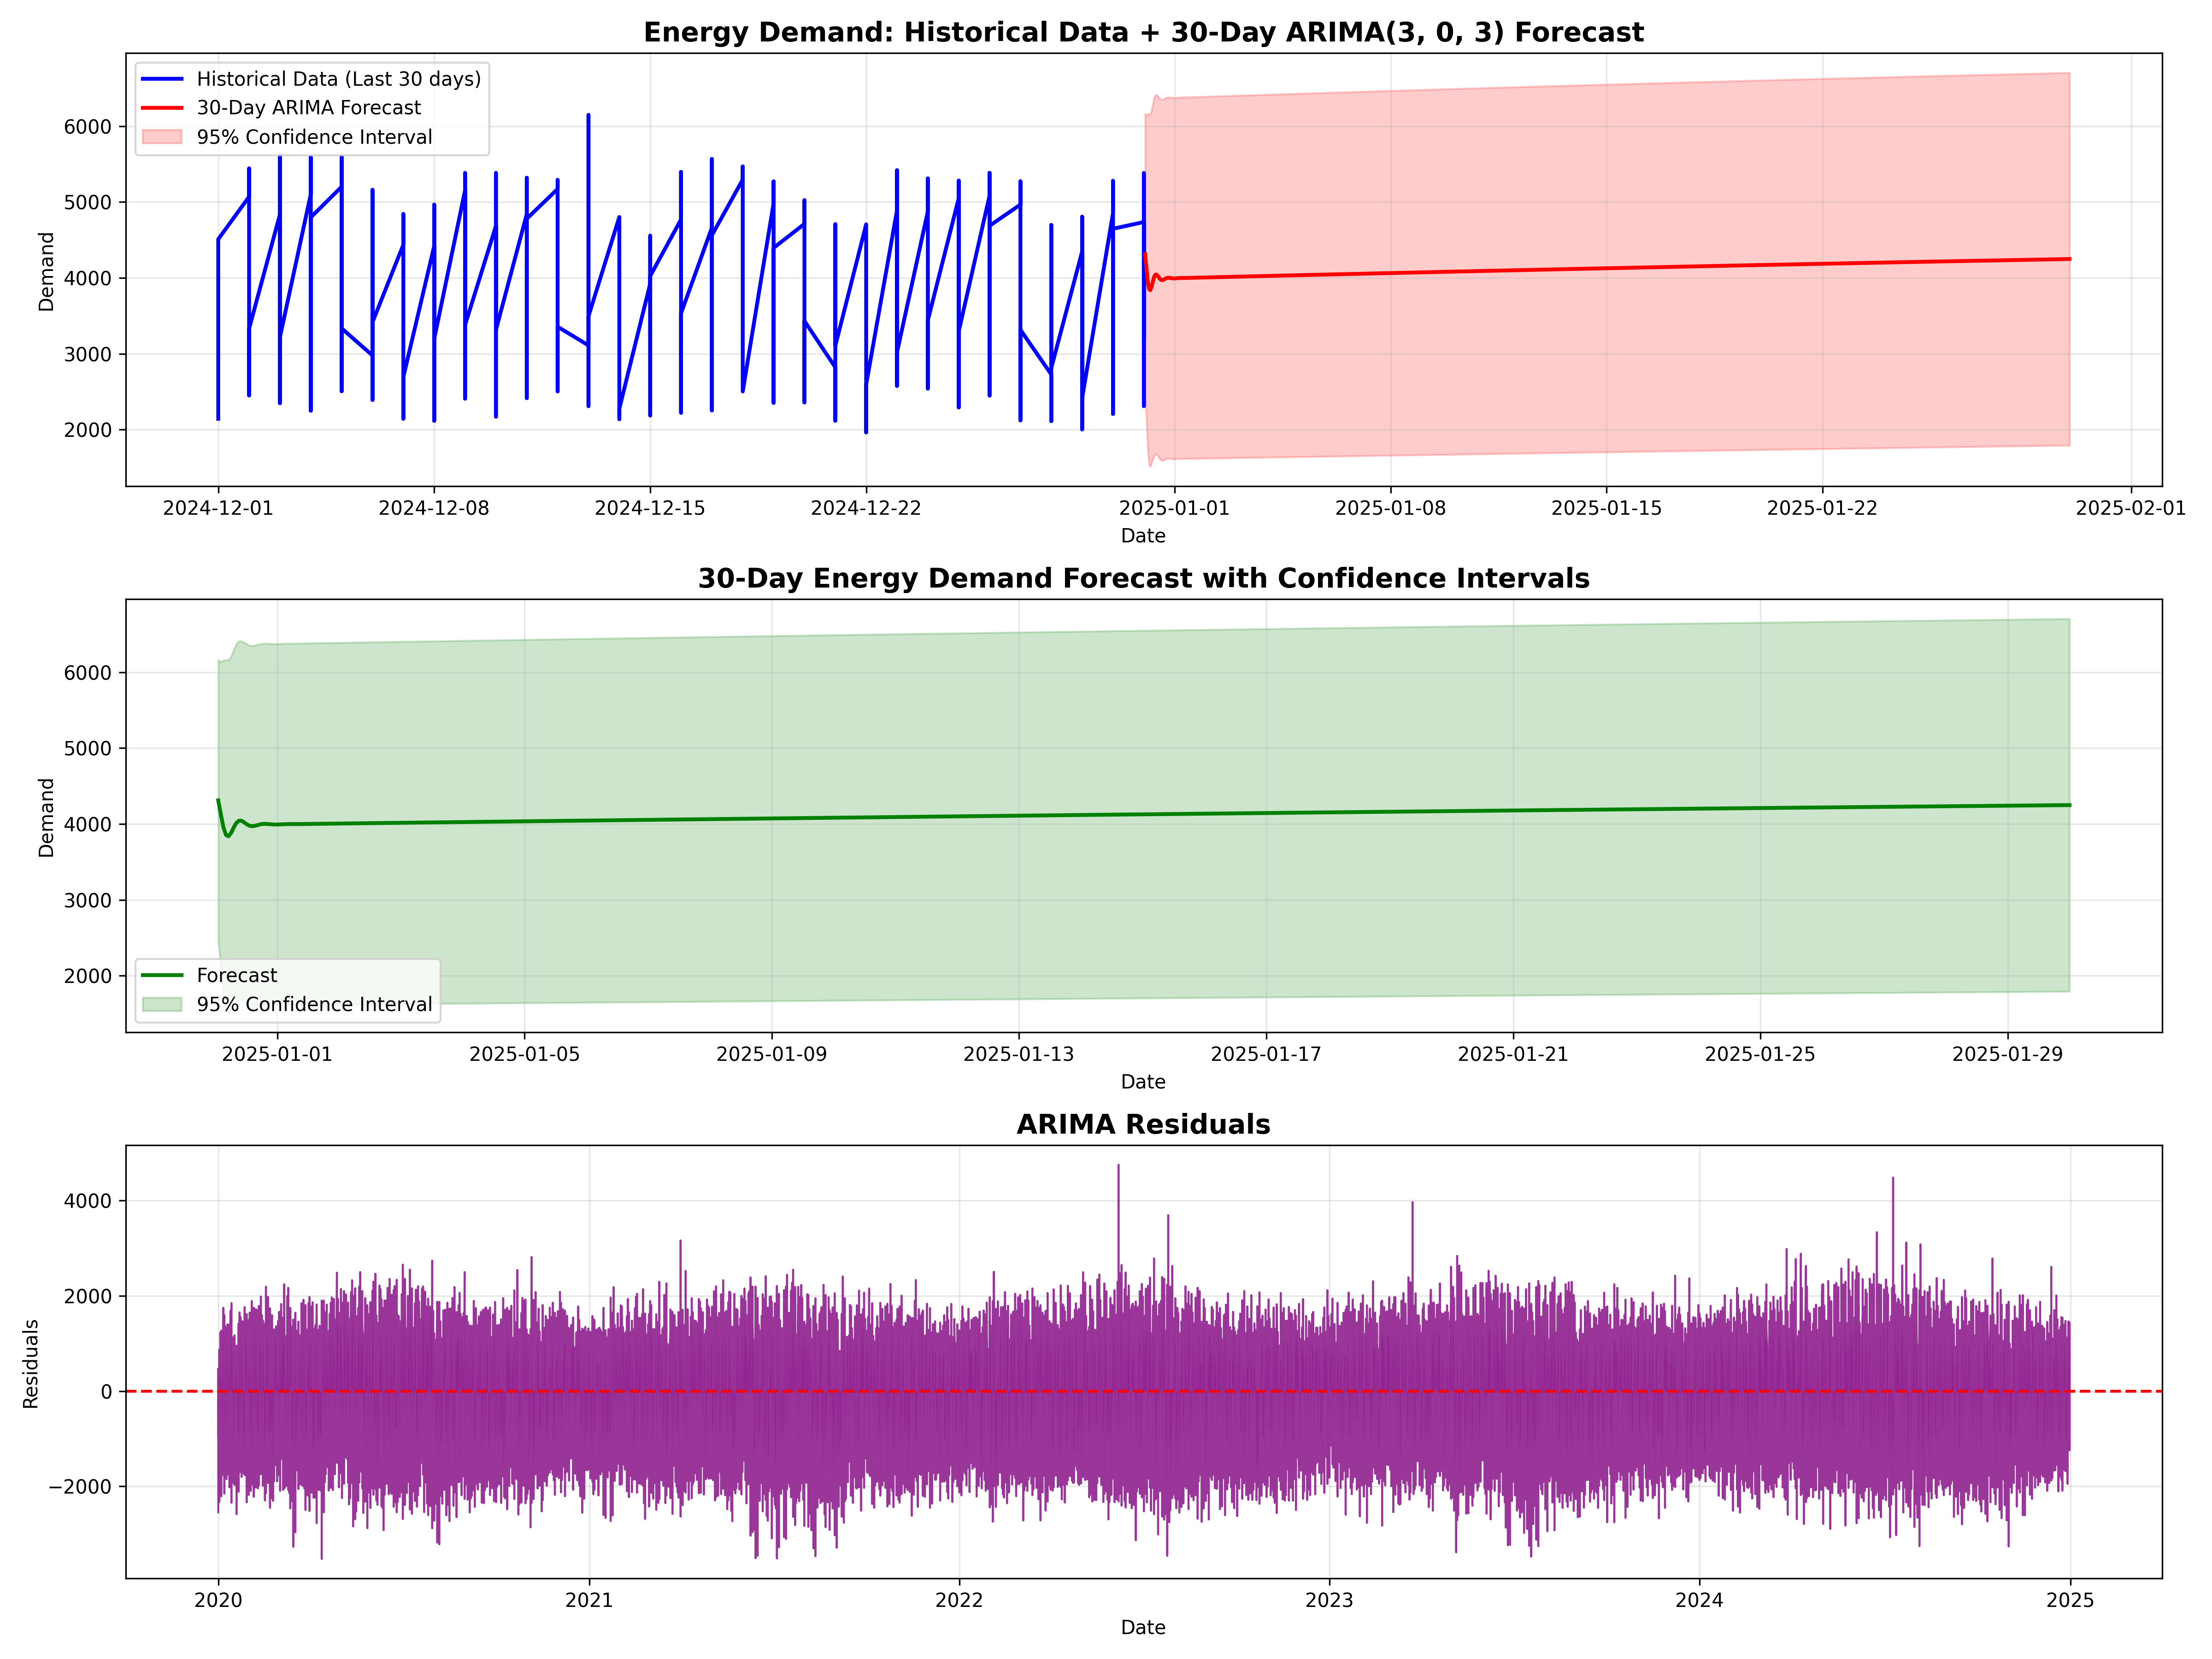 Energy Demand: Historical Data + 30-Day ARIMA(3, 0, 3) Forecast
Historical Data (Last 30 days)
30-Day ARIMA Forecast
95% Confidence Interval
6000
5000
4000
3000
2000
Demand
2024-12-01 2024-12-08 2024-12-15 2024-12-22 2025-01-01 2025-01-08 2025-01-15 2025-01-22 2025-02-01
Date
30-Day Energy Demand Forecast with Confidence Intervals
6000
5000
4000
3000
2000
Demand
Forecast
95% Confidence Interval
2025-01-01 2025-01-05 2025-01-09 2025-01-13 2025-01-17 2025-01-21 2025-01-25 2025-01-29
Date
ARIMA Residuals
4000
2000
0
−2000
Residuals
2020 2021 2022 2023 2024 2025
Date